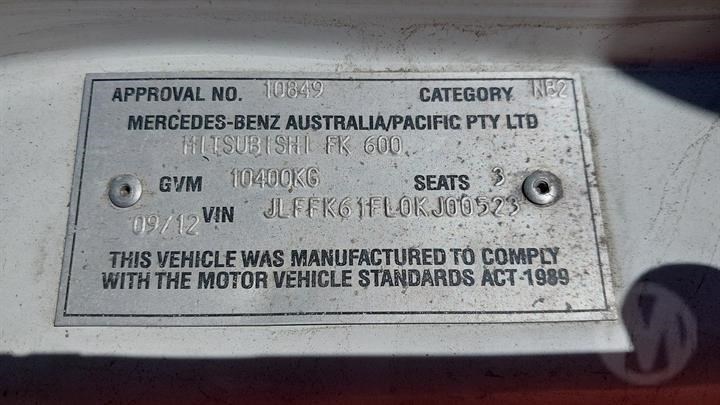 APPROVAL NO. 10849 CATEGORY NB2
MERCEDES-BENZ AUSTRALIA/PACIFIC PTY LTD
MITSUBISHI FK 600
GVM 10400KG SEATS 3
09/12 VIN JLFFK61FL0KJ00523
THIS VEHICLE WAS MANUFACTURED TO COMPLY
WITH THE MOTOR VEHICLE STANDARDS ACT-1989